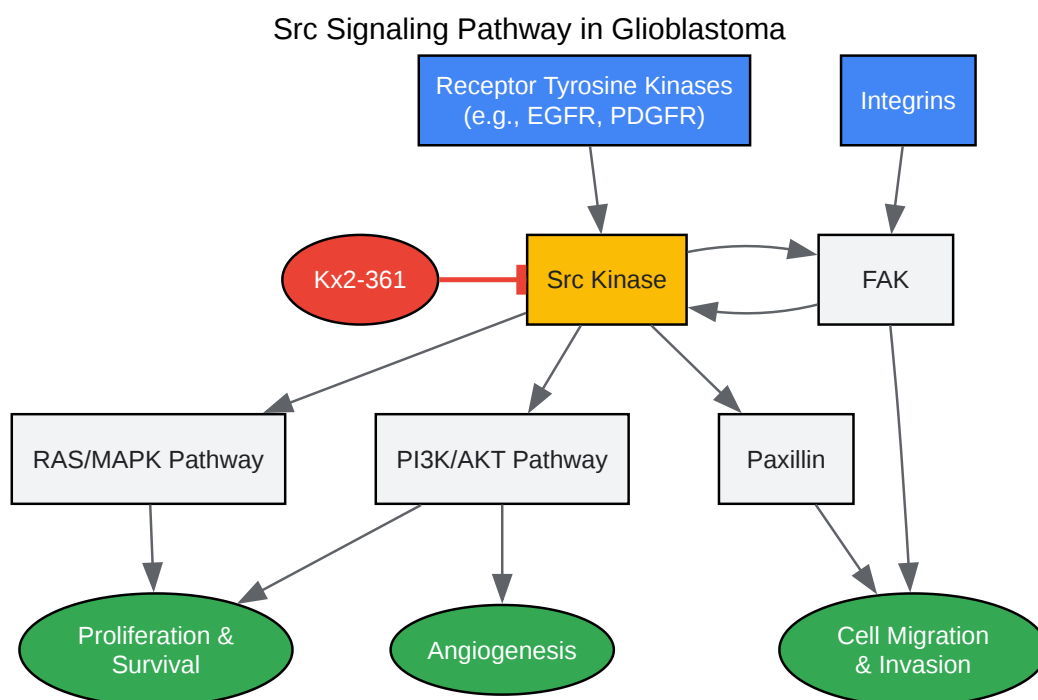 Src Signaling Pathway in Glioblastoma
Receptor Tyrosine Kinases
(e.g., EGFR, PDGFR)
Integrins
Kx2-361
Src Kinase
FAK
RAS/MAPK Pathway
PI3K/AKT Pathway
Paxillin
Proliferation &
Survival
Angiogenesis
Cell Migration
& Invasion